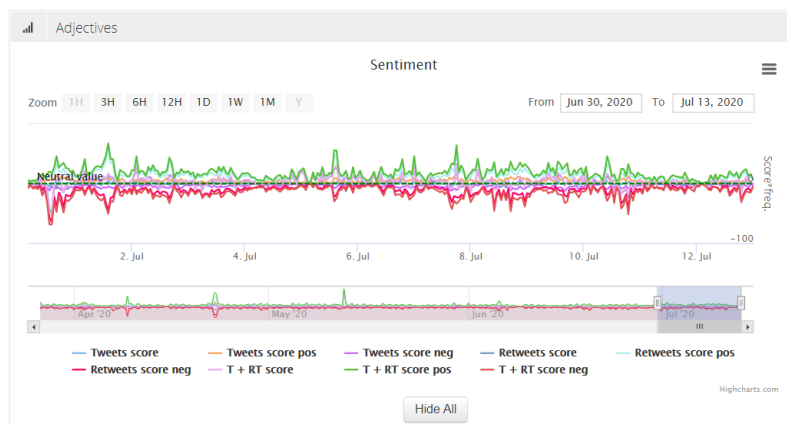 Adjectives
Sentiment
Zoom 1H 3H 6H 12H 1D 1W 1M Y From Jun 30, 2020 To Jul 13, 2020
Neutral value
Score*freq.
-100
2. Jul 4. Jul 6. Jul 8. Jul 10. Jul 12. Jul
Apr '20 May '20 Jun '20 Jul '20
Tweets score Tweets score pos Tweets score neg Retweets score Retweets score pos
Retweets score neg T + RT score T + RT score pos T + RT score neg
Highcharts.com
Hide All